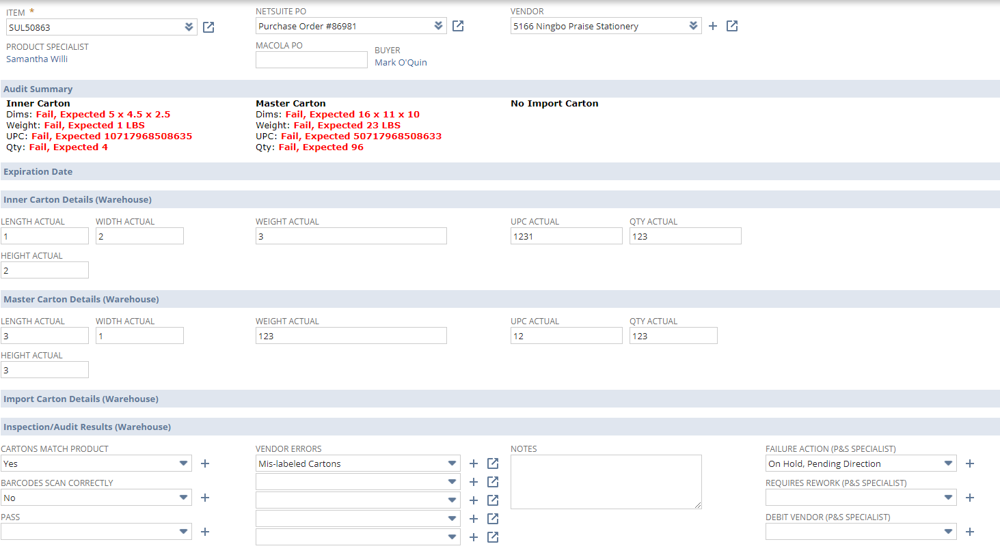 ITEM *
SUL50863
NETSUITE PO
Purchase Order #86981
VENDOR
5166 Ningbo Praise Stationery
PRODUCT SPECIALIST
Samantha Willi
MACOLA PO
BUYER
Mark O'Quin
Audit Summary
Inner Carton
Dims: Fail, Expected 5 x 4.5 x 2.5
Weight: Fail, Expected 1 LBS
UPC: Fail, Expected 10717968508635
Qty: Fail, Expected 4
Master Carton
Dims: Fail, Expected 16 x 11 x 10
Weight: Fail, Expected 23 LBS
UPC: Fail, Expected 50717968508633
Qty: Fail, Expected 96
No Import Carton
Expiration Date
Inner Carton Details (Warehouse)
LENGTH ACTUAL
1
WIDTH ACTUAL
2
WEIGHT ACTUAL
3
UPC ACTUAL
1231
QTY ACTUAL
123
HEIGHT ACTUAL
2
Master Carton Details (Warehouse)
LENGTH ACTUAL
3
WIDTH ACTUAL
1
WEIGHT ACTUAL
123
UPC ACTUAL
12
QTY ACTUAL
123
HEIGHT ACTUAL
3
Import Carton Details (Warehouse)
Inspection/Audit Results (Warehouse)
CARTONS MATCH PRODUCT
Yes
BARCODES SCAN CORRECTLY
No
PASS
VENDOR ERRORS
Mis-labeled Cartons
NOTES
FAILURE ACTION (P&S SPECIALIST)
On Hold, Pending Direction
REQUIRES REWORK (P&S SPECIALIST)
DEBIT VENDOR (P&S SPECIALIST)